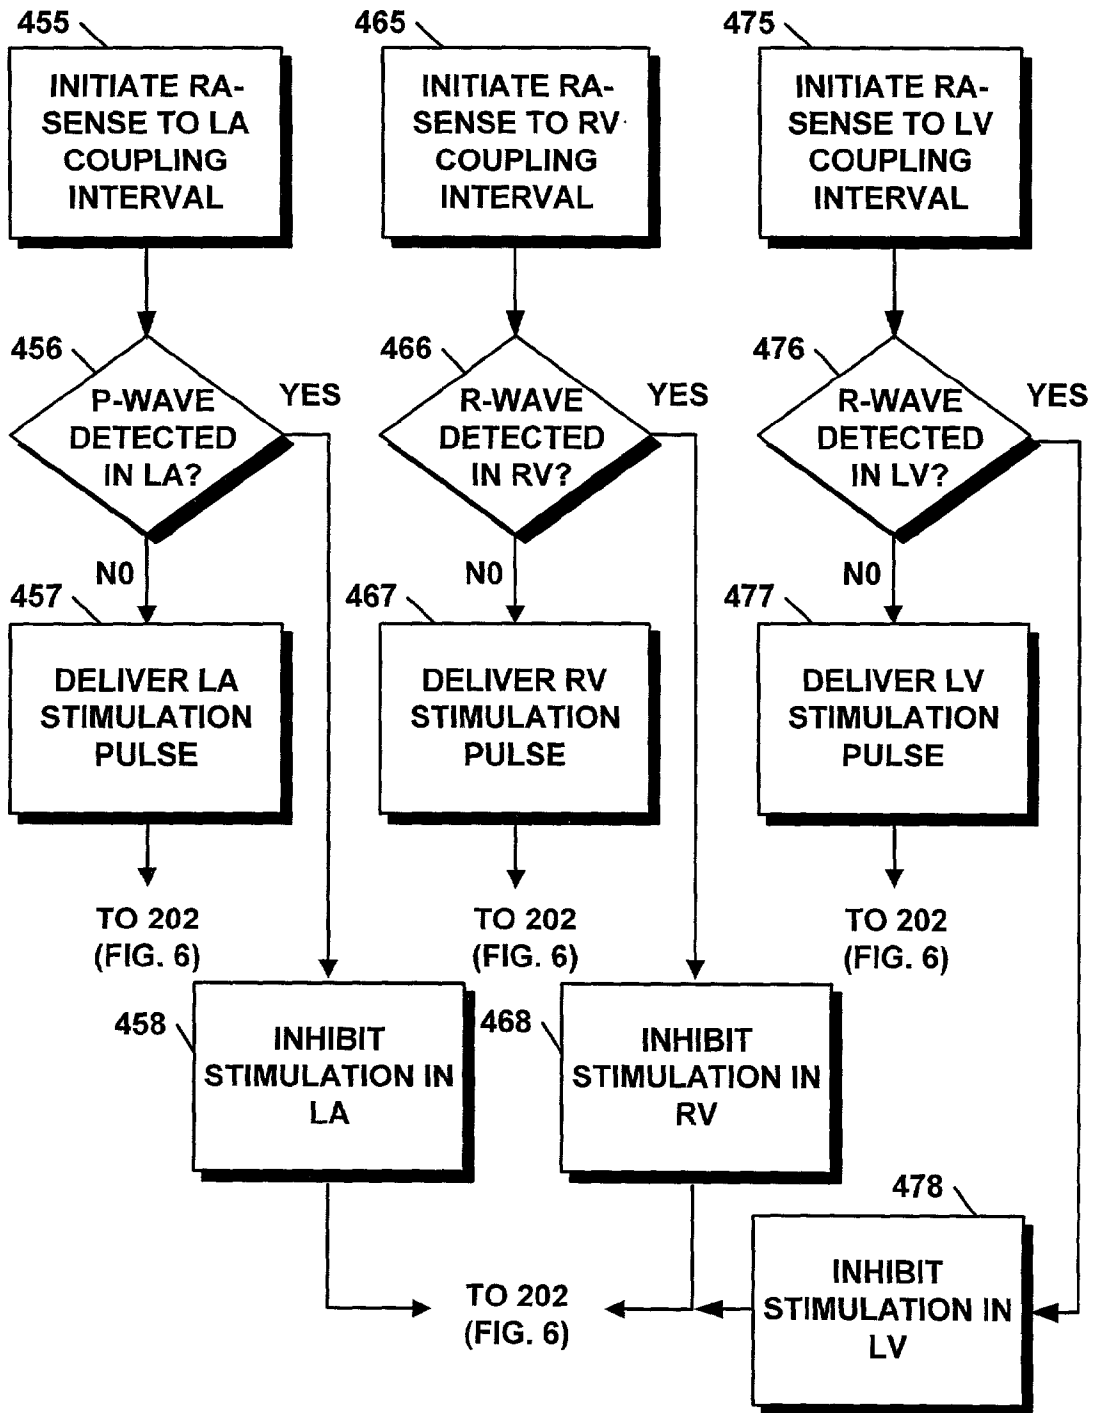 455
INITIATE RA-
SENSE TO LA
COUPLING
INTERVAL
465
INITIATE RA-
SENSE TO RV
COUPLING
INTERVAL
475
INITIATE RA-
SENSE TO LV
COUPLING
INTERVAL
456
P-WAVE
DETECTED
IN LA?
YES
466
R-WAVE
DETECTED
IN RV?
YES
476
R-WAVE
DETECTED
IN LV?
YES
NO
NO
NO
457
DELIVER LA
STIMULATION
PULSE
467
DELIVER RV
STIMULATION
PULSE
477
DELIVER LV
STIMULATION
PULSE
TO 202
(FIG. 6)
TO 202
(FIG. 6)
TO 202
(FIG. 6)
458
INHIBIT
STIMULATION IN
LA
468
INHIBIT
STIMULATION IN
RV
478
INHIBIT
STIMULATION IN
LV
TO 202
(FIG. 6)